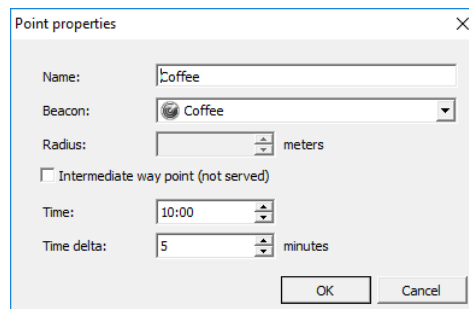 Point properties
Name: Coffee
Beacon: Coffee
Radius: meters
Intermediate way point (not served)
Time: 10:00
Time delta: 5 minutes
OK Cancel